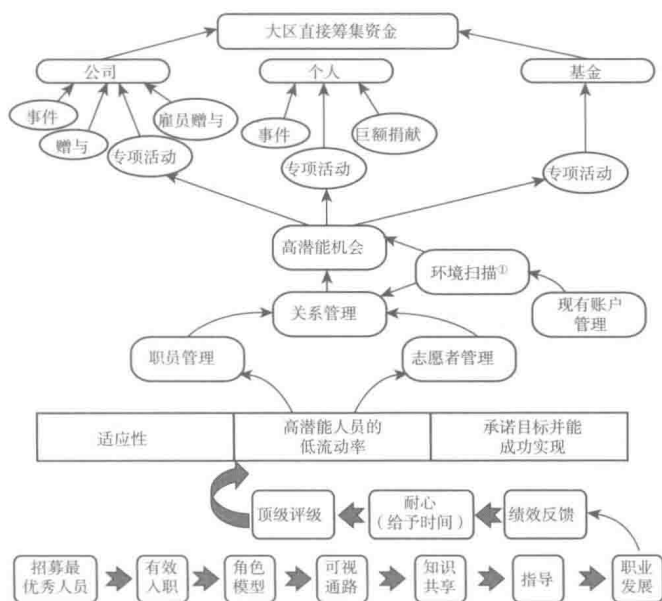 大区直接筹集资金
公司
个人
基金
事件
赠与
专项活动
雇员赠与
事件
专项活动
巨额捐献
专项活动
高潜能机会
环境扫描①
关系管理
现有账户
管理
职员管理
志愿者管理
适应性
高潜能人员的
低流动率
承诺目标并能
成功实现
顶级评级
耐心
（给予时间）
绩效反馈
招募最
优秀人员
有效
入职
角色
模型
可视
通路
知识
共享
指导
职业
发展